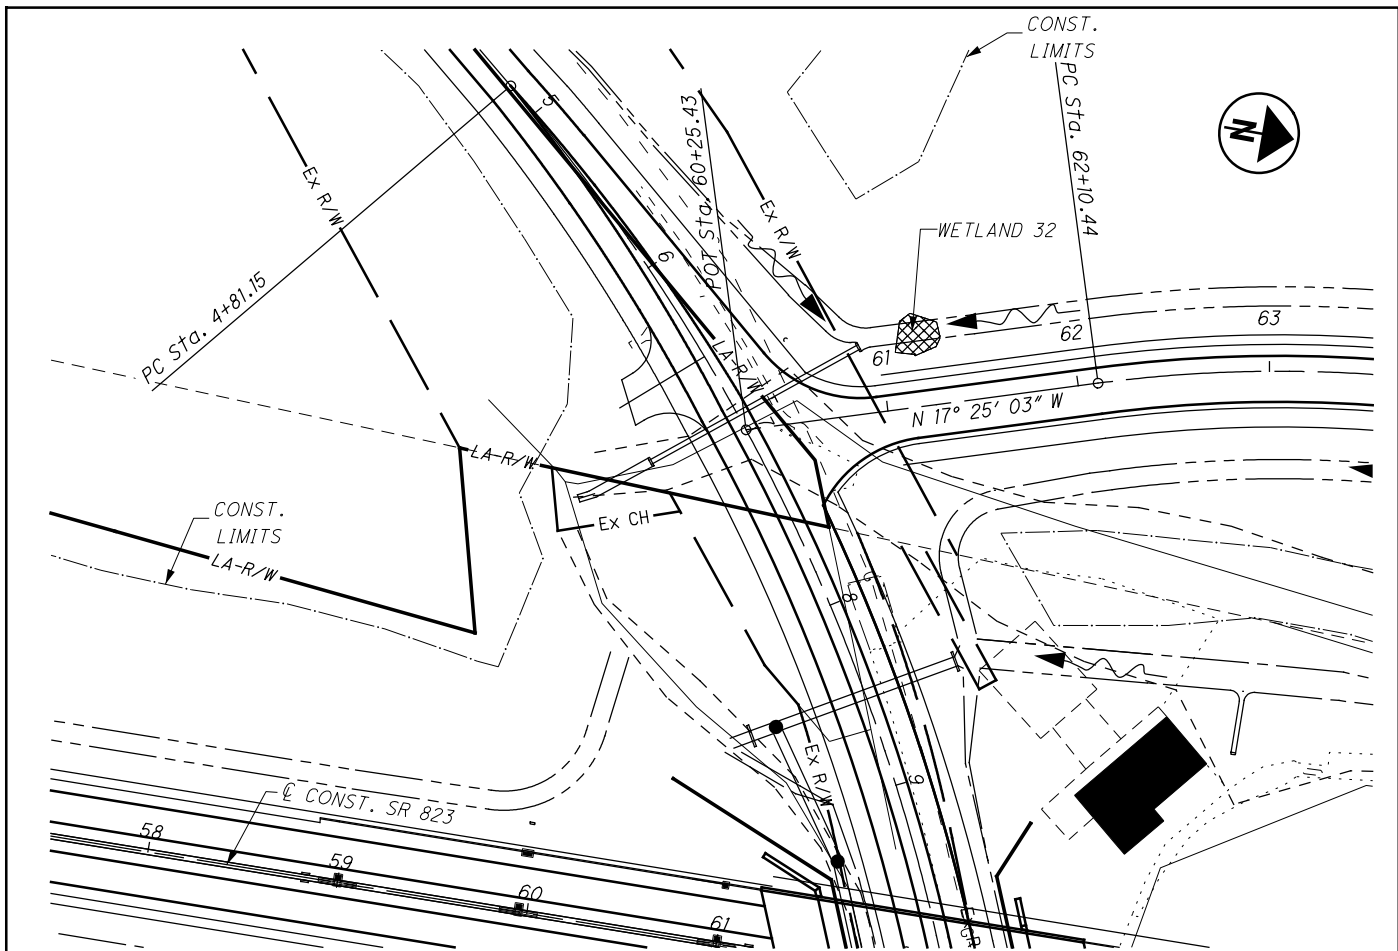 CONST.
LIMITS
PC Sta. 62+10.44
POT Sta. 60+25.43
N
5
Ex R/W
Ex R/W
WETLAND 32
6
PC Sta. 4+81.15
61
62
63
LA-R/W
N 17° 25' 03" W
LA-R/W
Ex CH
CONST.
LIMITS
LA-R/W
8
Ex R/W
9
℄ CONST. SR 823
58
59
60
61